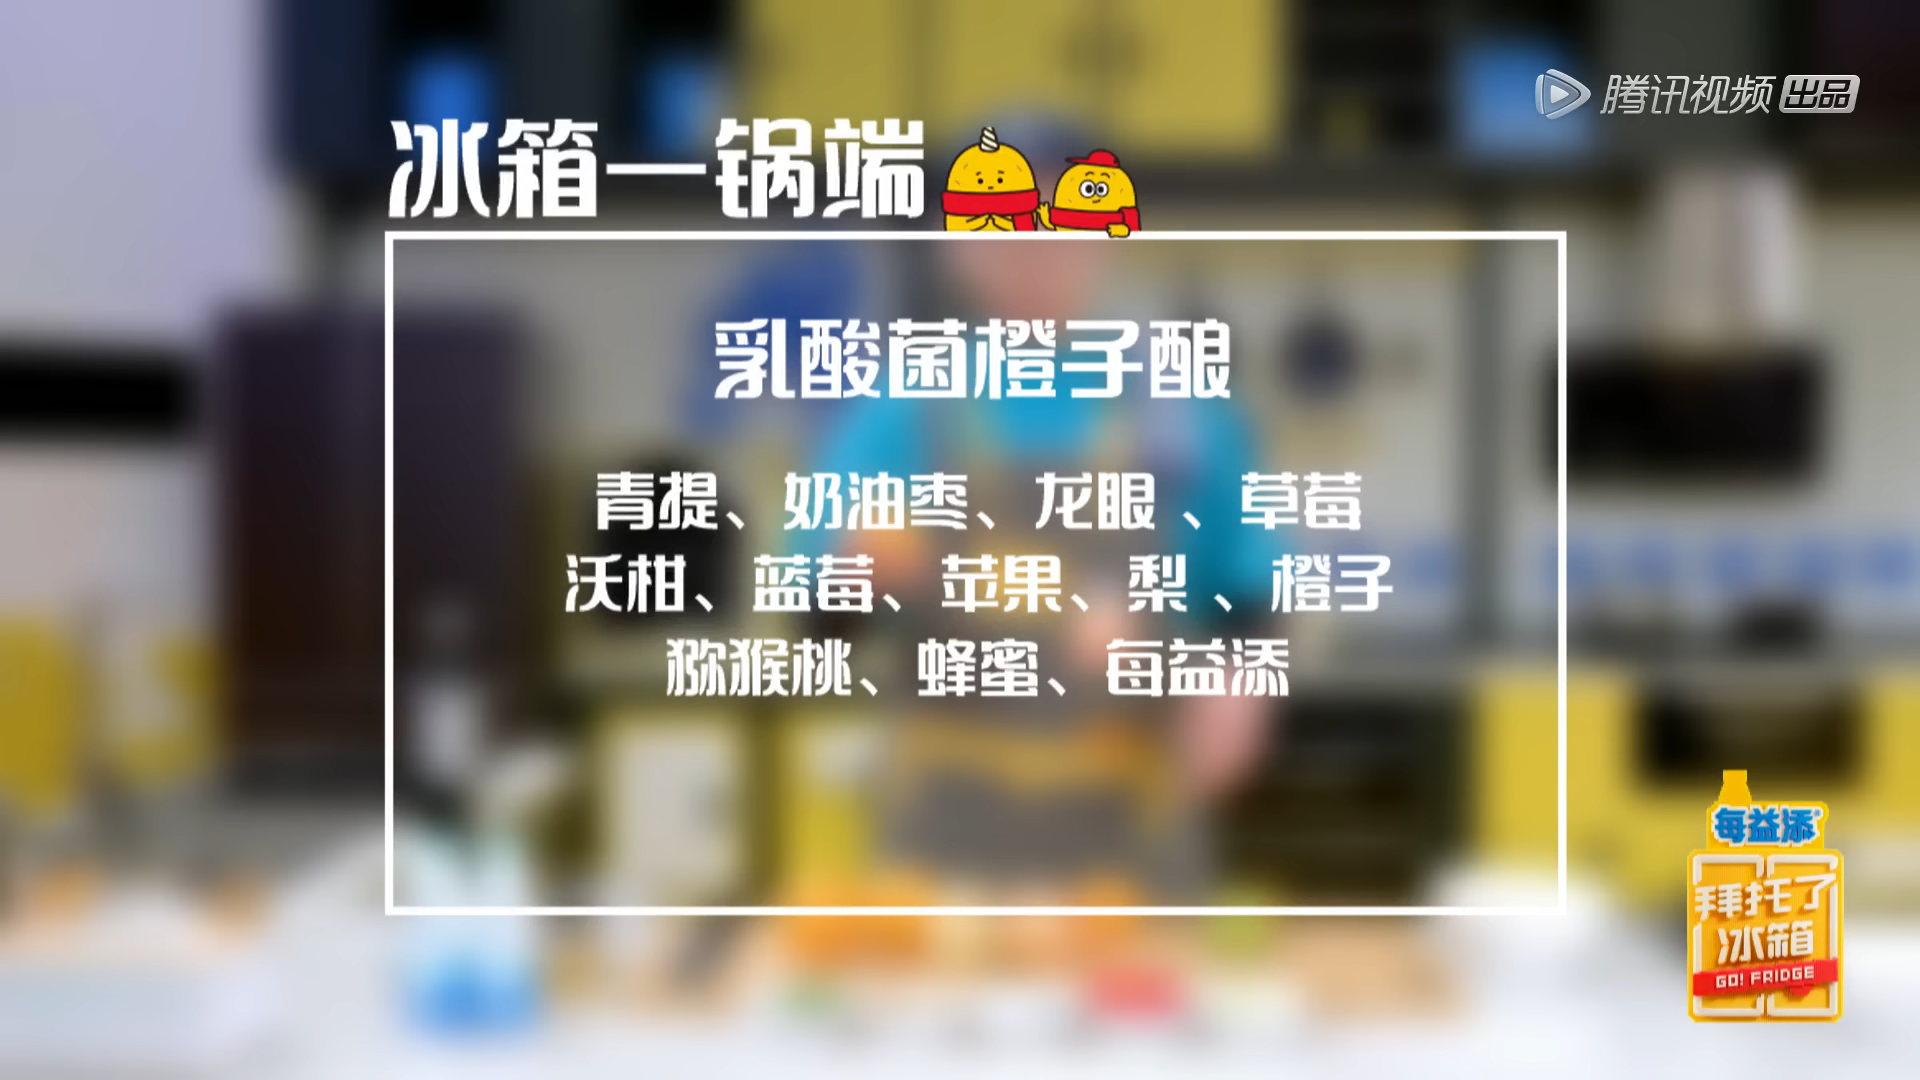 腾讯视频 出品
冰箱一锅端
乳酸菌橙子酿
青提、奶油枣、龙眼 、草莓
沃柑、蓝莓、苹果、梨 、橙子
猕猴桃、蜂蜜、每益添
每益添
拜托了
冰箱
GO! FRIDGE